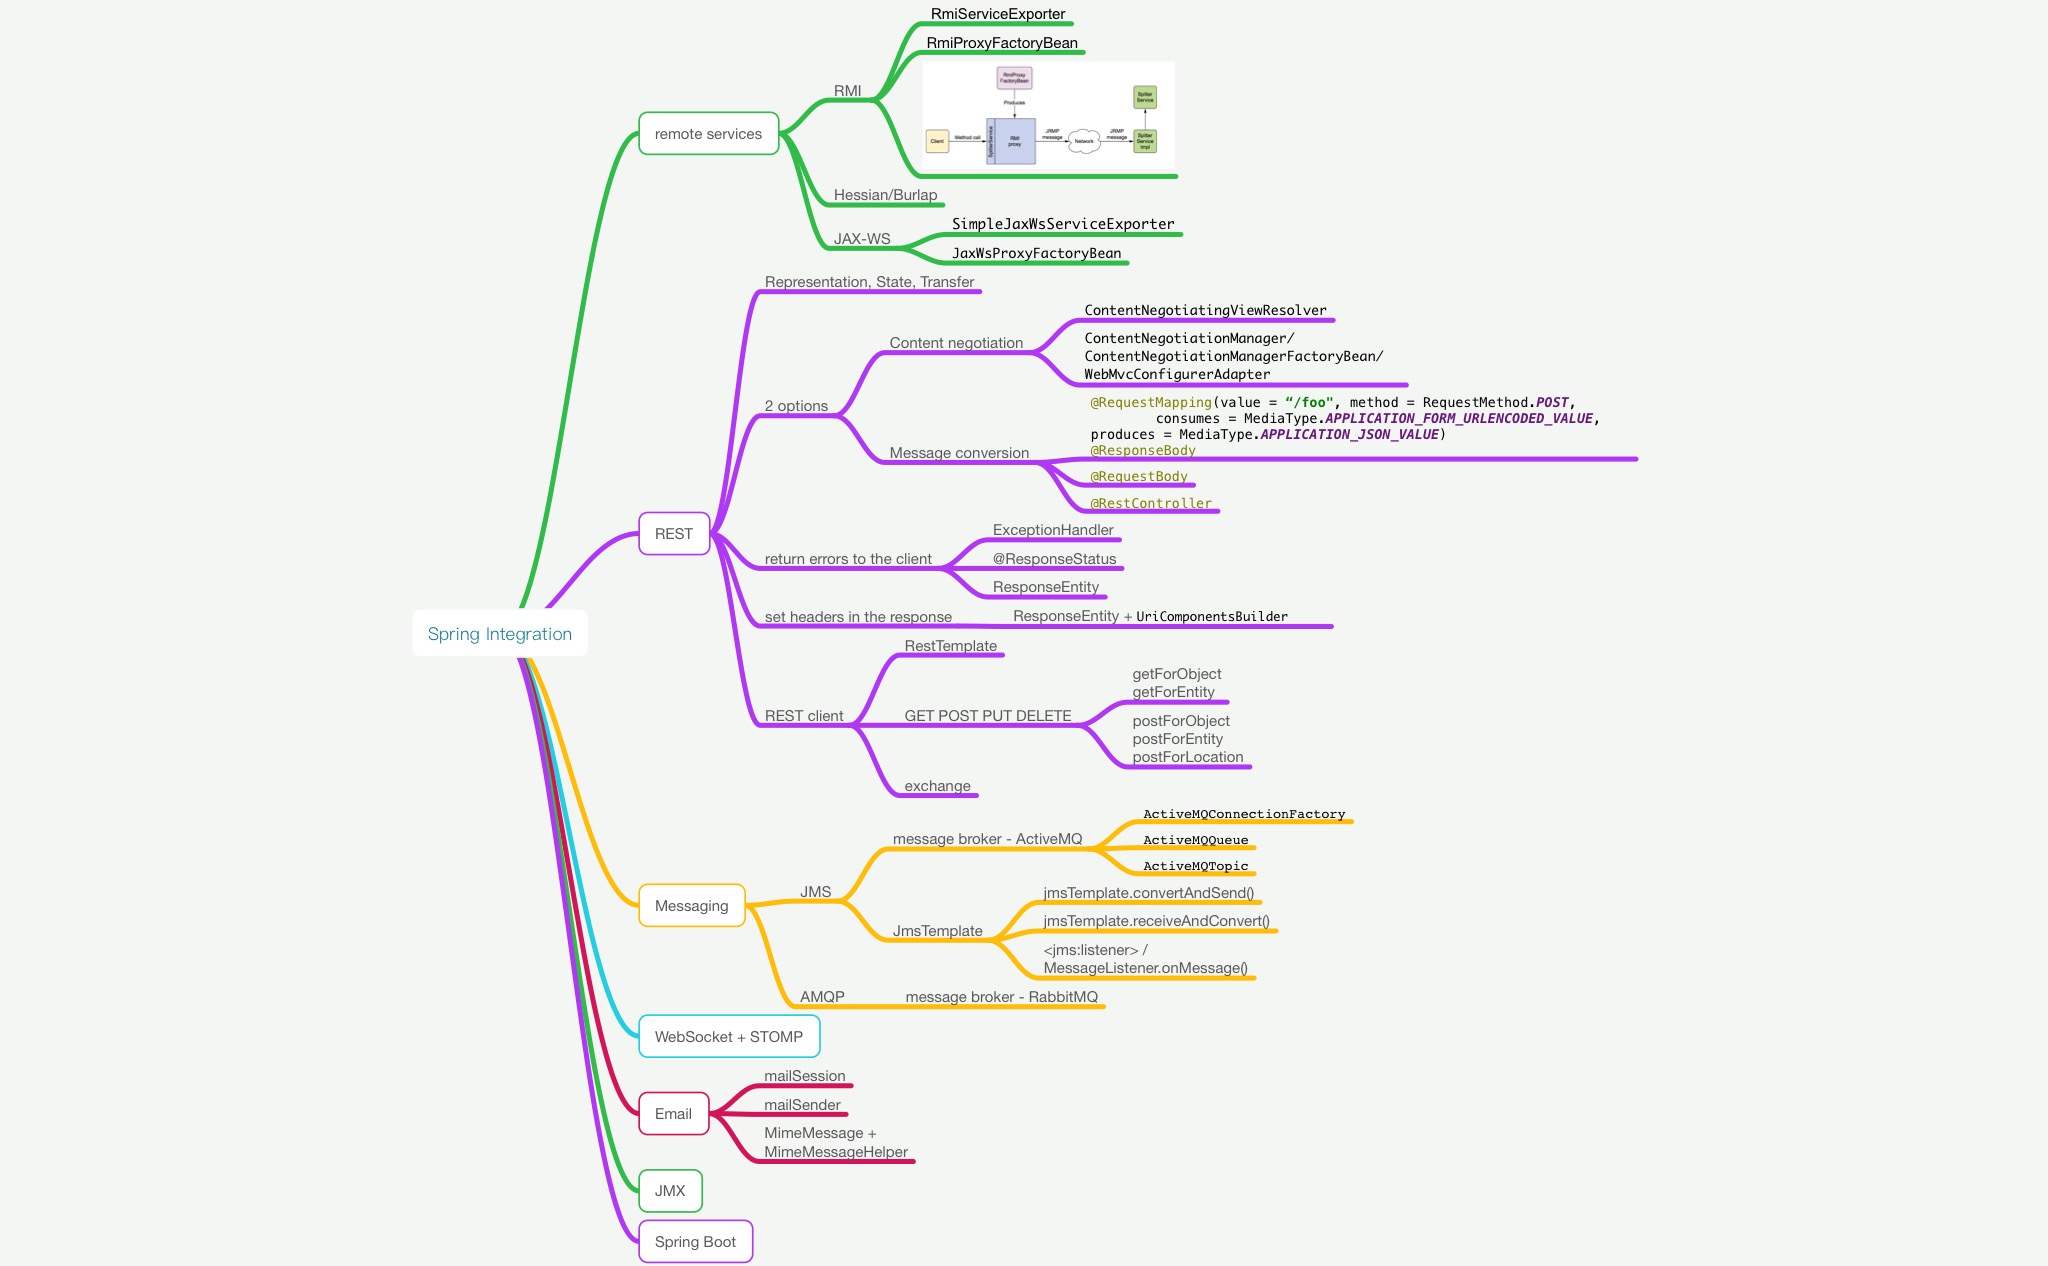 RmiServiceExporter
RmiProxyFactoryBean
RMI
RmiProxy
FactoryBean
Produces
Client
Method call
SpitterService
RMI
proxy
JRMP
message
Network
JRMP
message
Spitter
Service
Spitter
Service
Impl
remote services
Hessian/Burlap
JAX-WS
SimpleJaxWsServiceExporter
JaxWsProxyFactoryBean
Representation, State, Transfer
2 options
Content negotiation
ContentNegotiatingViewResolver
ContentNegotiationManager/
ContentNegotiationManagerFactoryBean/
WebMvcConfigurerAdapter
Message conversion
@RequestMapping(value = “/foo", method = RequestMethod.POST,
consumes = MediaType.APPLICATION_FORM_URLENCODED_VALUE,
produces = MediaType.APPLICATION_JSON_VALUE)
@ResponseBody
@RequestBody
@RestController
REST
return errors to the client
ExceptionHandler
@ResponseStatus
ResponseEntity
set headers in the response
ResponseEntity + UriComponentsBuilder
REST client
RestTemplate
GET POST PUT DELETE
getForObject
getForEntity
postForObject
postForEntity
postForLocation
exchange
Spring Integration
Messaging
JMS
message broker - ActiveMQ
ActiveMQConnectionFactory
ActiveMQQueue
ActiveMQTopic
JmsTemplate
jmsTemplate.convertAndSend()
jmsTemplate.receiveAndConvert()
<jms:listener> /
MessageListener.onMessage()
AMQP
message broker - RabbitMQ
WebSocket + STOMP
Email
mailSession
mailSender
MimeMessage +
MimeMessageHelper
JMX
Spring Boot